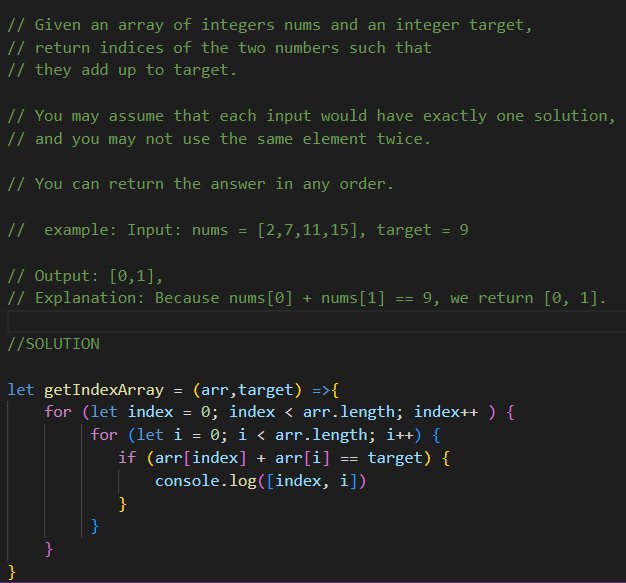 // Given an array of integers nums and an integer target,
// return indices of the two numbers such that
// they add up to target.
// You may assume that each input would have exactly one solution,
// and you may not use the same element twice.
// You can return the answer in any order.
//  example: Input: nums = [2,7,11,15], target = 9
// Output: [0,1],
// Explanation: Because nums[0] + nums[1] == 9, we return [0, 1].
//SOLUTION
let getIndexArray = (arr,target) =>{
    for (let index = 0; index < arr.length; index++ ) {
         for (let i = 0; i < arr.length; i++) {
            if (arr[index] + arr[i] == target) {
                console.log([index, i])
            }
         }
    }
}